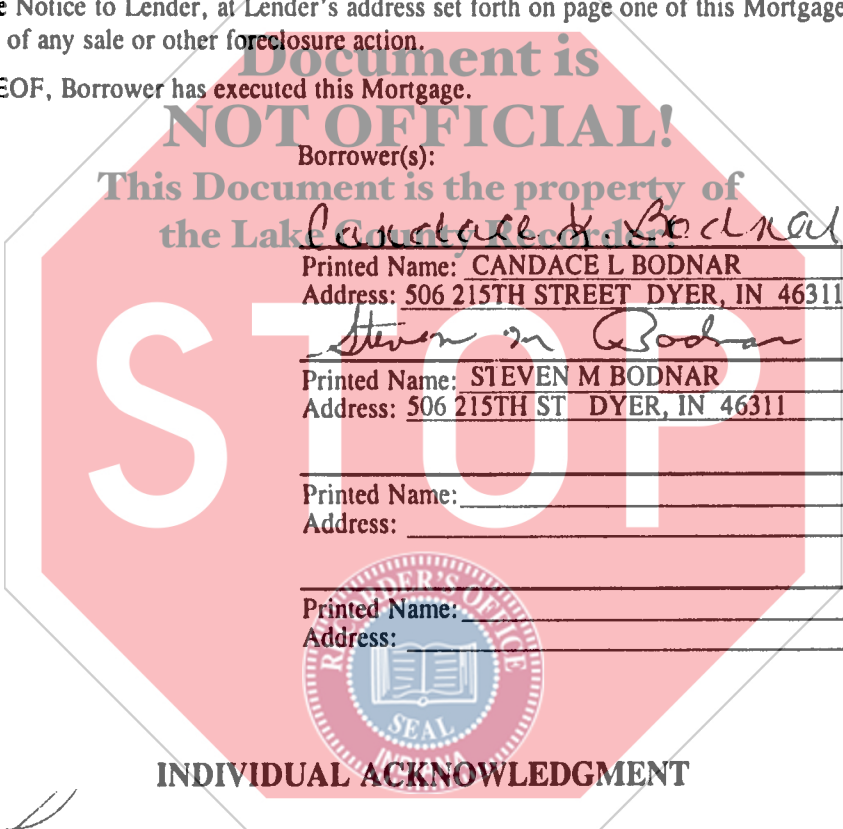 e Notice to Lender, at Lender's address set forth on page one of this Mortgage
of any sale or other foreclosure action.
Document is
EOF, Borrower has executed this Mortgage.
NOT OFFICIAL!
Borrower(s):
This Document is the property of
the Lake County Recorder!
Candace L. Bodnar
Printed Name: CANDACE L BODNAR
Address: 506 215TH STREET DYER, IN 46311
Steven M Bodnar
Printed Name: STEVEN M BODNAR
Address: 506 215TH ST DYER, IN 46311
STOP
Printed Name:
Address:
Printed Name:
Address:
RECORDER'S OFFICE
SEAL
INDIANA
INDIVIDUAL ACKNOWLEDGMENT